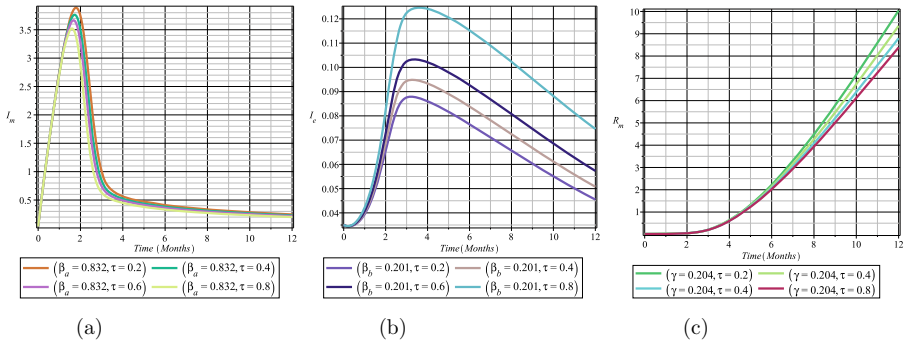 3.5
3
2.5
I_m
2
1.5
1
0.5
0 2 4 6 8 10 12
Time (Months)
(β_a = 0.832, τ = 0.2) (β_a = 0.832, τ = 0.4)
(β_a = 0.832, τ = 0.6) (β_a = 0.832, τ = 0.8)
(a)
0.12
0.11
0.10
0.09
I_e
0.08
0.07
0.06
0.05
0.04
0 2 4 6 8 10 12
Time (Months)
(β_b = 0.201, τ = 0.2) (β_b = 0.201, τ = 0.4)
(β_b = 0.201, τ = 0.6) (β_b = 0.201, τ = 0.8)
(b)
10
9
8
7
6
R_m
5
4
3
2
1
0 2 4 6 8 10 12
Time (Months)
(γ = 0.204, τ = 0.2) (γ = 0.204, τ = 0.4)
(γ = 0.204, τ = 0.4) (γ = 0.204, τ = 0.8)
(c)